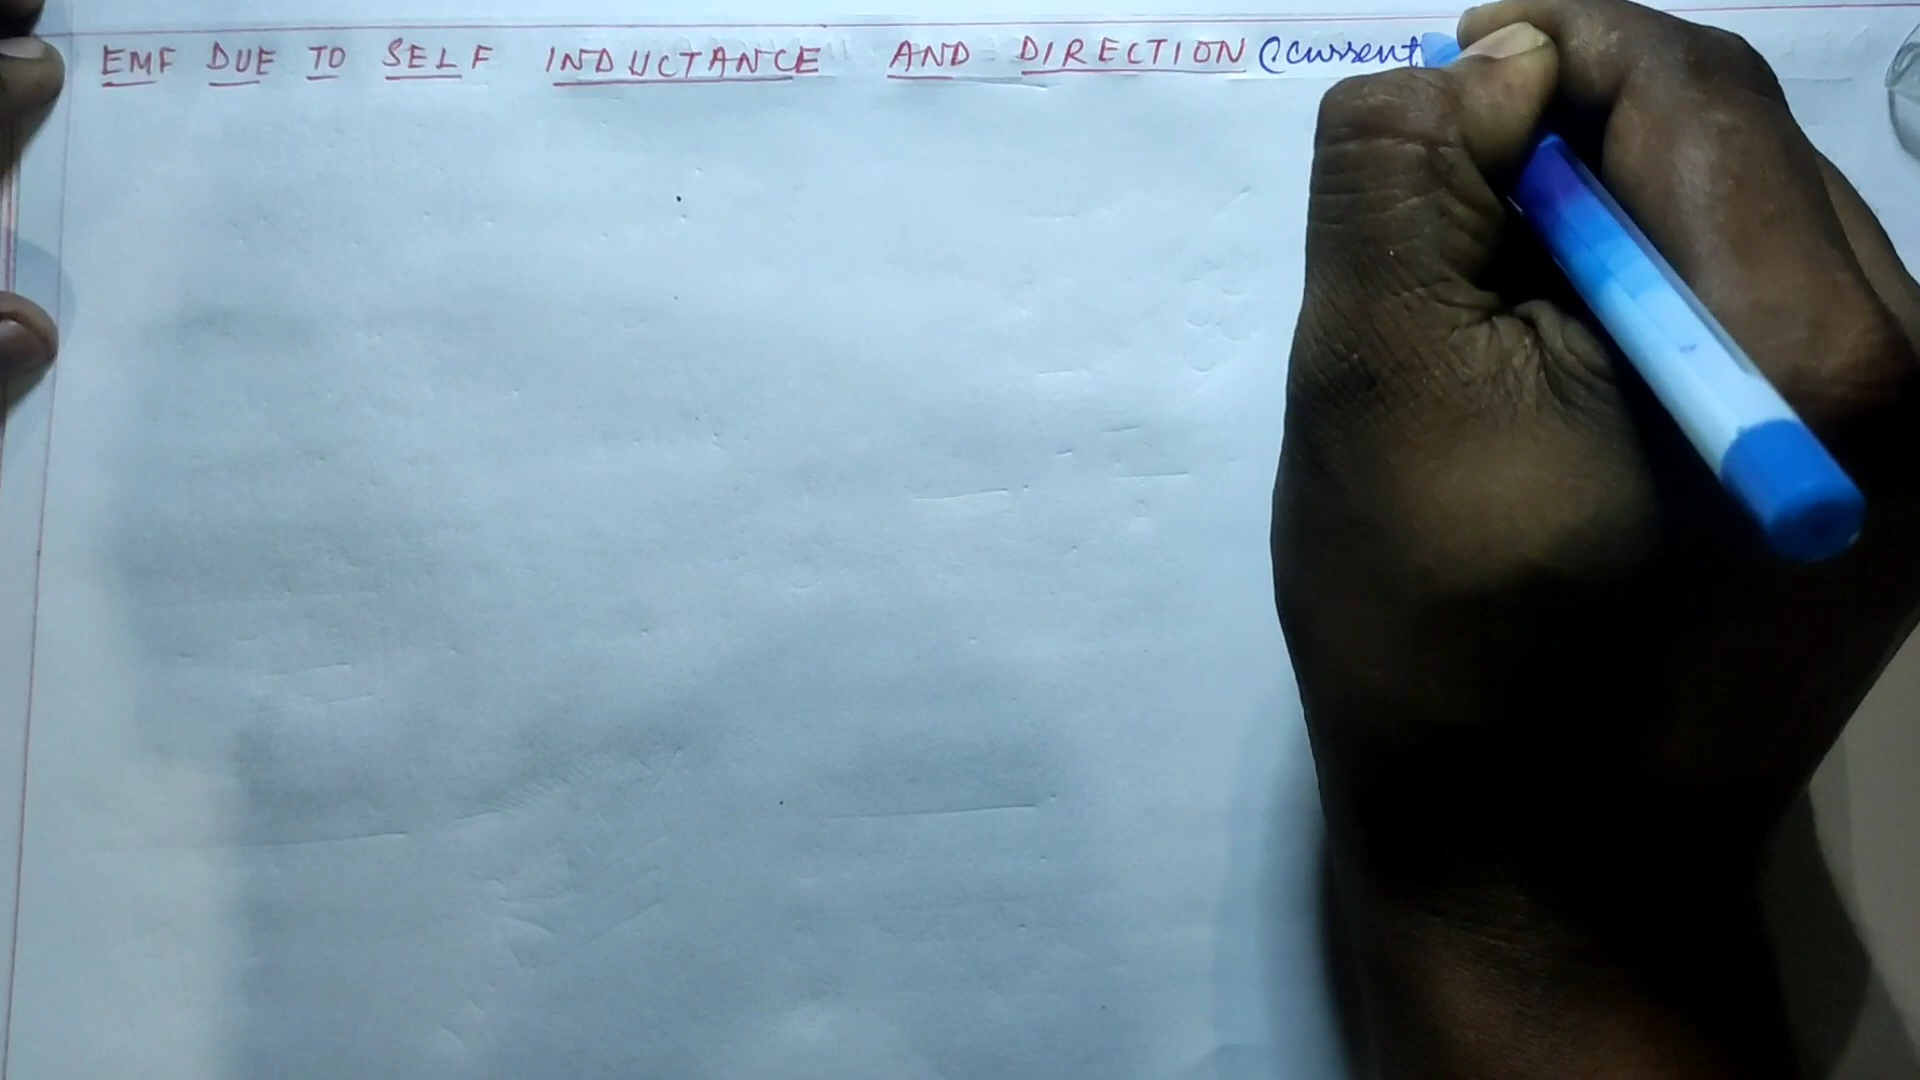 EMF DUE TO SELF INDUCTANCE AND DIRECTION (current